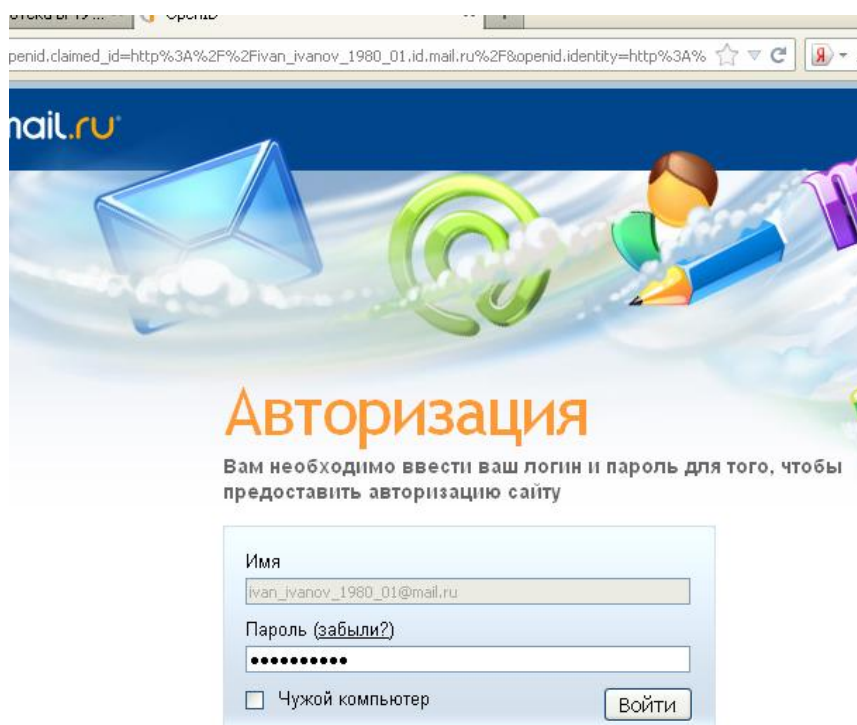 OpenID
penid.claimed_id=http%3A%2F%2Fivan_ivanov_1980_01.id.mail.ru%2F&openid.identity=http%3A%
Я
mail.ru
Авторизация
Вам необходимо ввести ваш логин и пароль для того, чтобы
предоставить авторизацию сайту
Имя
ivan_ivanov_1980_01@mail.ru
Пароль (забыли?)
Чужой компьютер
Войти